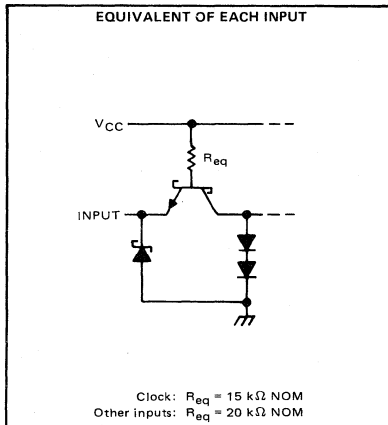 EQUIVALENT OF EACH INPUT
VCC
Req
INPUT
Clock: Req = 15 kΩ NOM
Other inputs: Req = 20 kΩ NOM